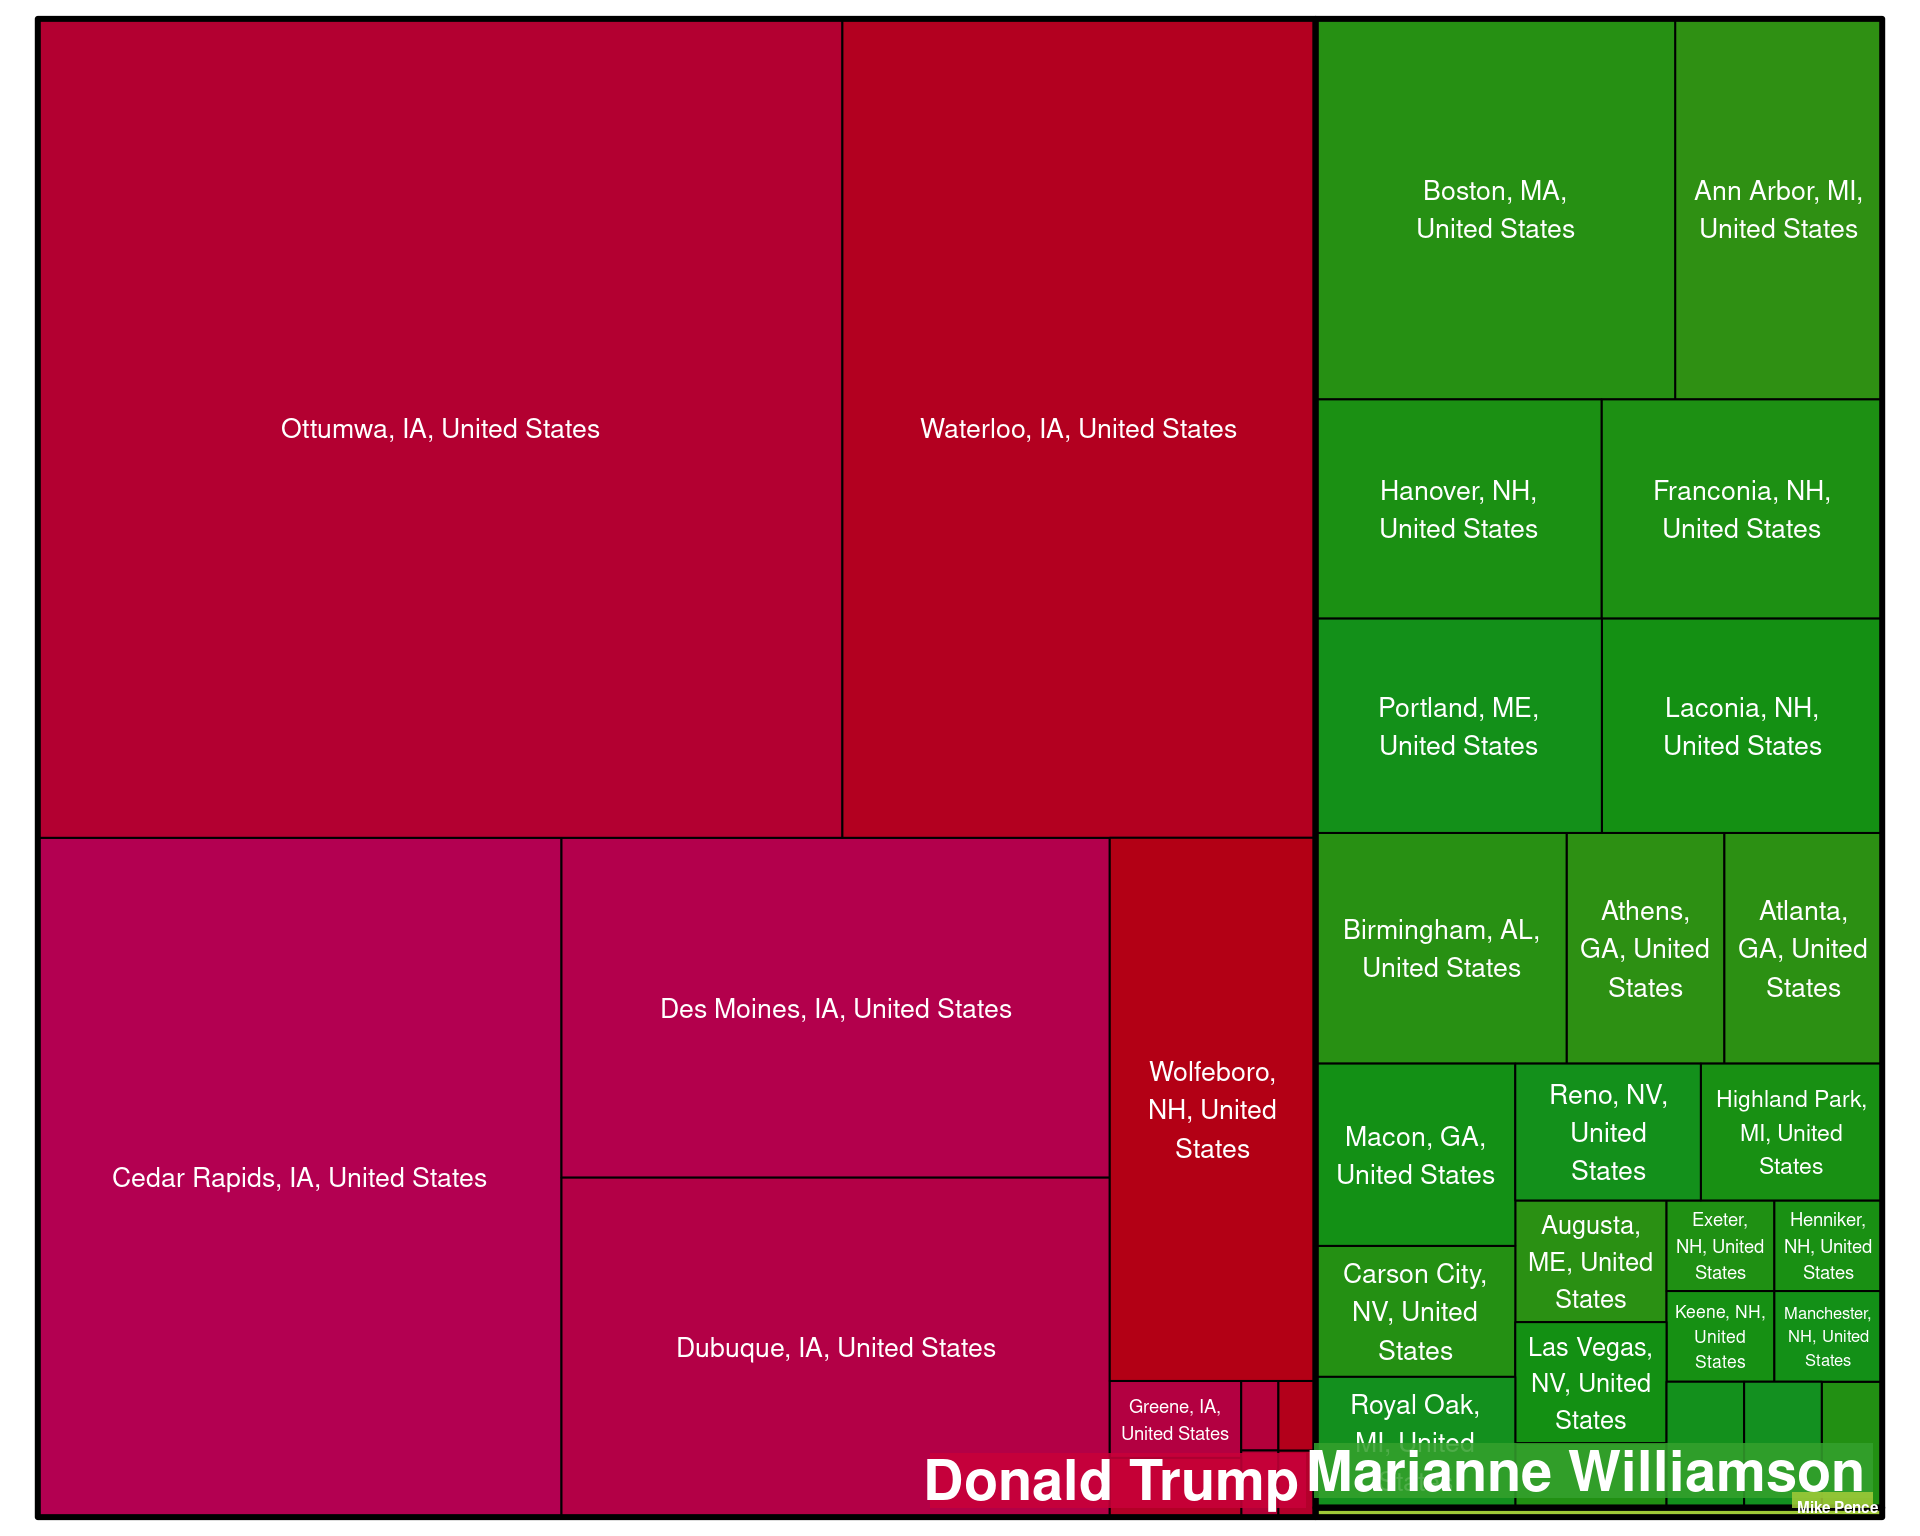 Ottumwa, IA, United States
Waterloo, IA, United States
Cedar Rapids, IA, United States
Des Moines, IA, United States
Dubuque, IA, United States
Wolfeboro,
NH, United
States
Greene, IA,
United States
Donald Trump
Boston, MA,
United States
Ann Arbor, MI,
United States
Hanover, NH,
United States
Franconia, NH,
United States
Portland, ME,
United States
Laconia, NH,
United States
Birmingham, AL,
United States
Athens,
GA, United
States
Atlanta,
GA, United
States
Macon, GA,
United States
Reno, NV,
United
States
Highland Park,
MI, United
States
Carson City,
NV, United
States
Augusta,
ME, United
States
Exeter,
NH, United
States
Henniker,
NH, United
States
Keene, NH,
United
States
Manchester,
NH, United
States
Las Vegas,
NV, United
States
Royal Oak,
MI, United
States
Marianne Williamson
Mike Pence